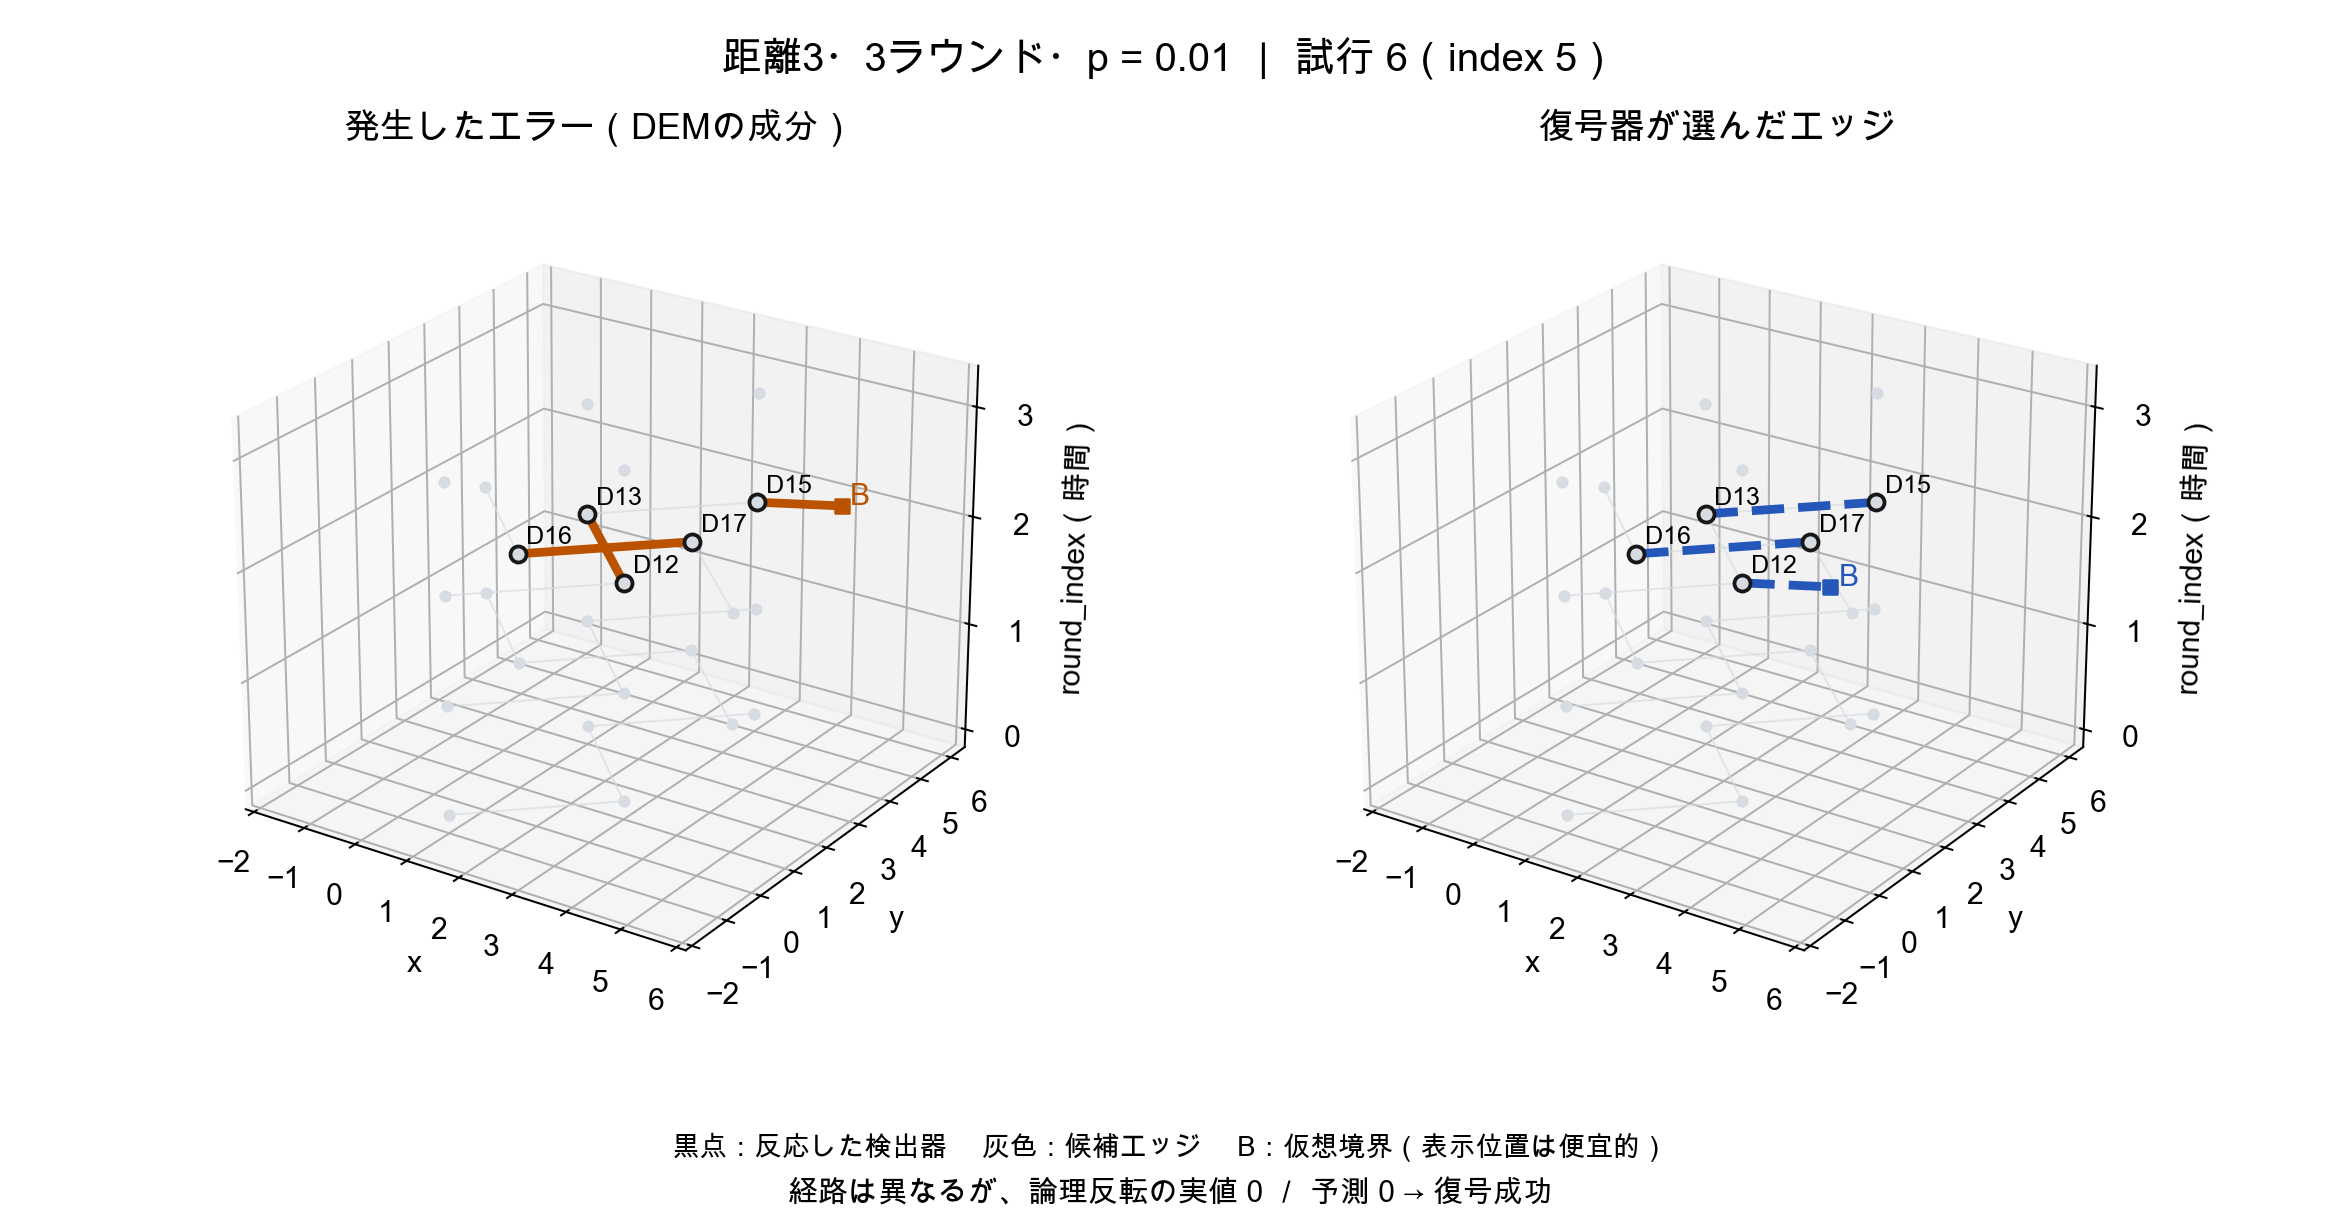 距離3・3ラウンド・p = 0.01 | 試行 6 ( index 5 )
発生したエラー ( DEMの成分 )
D13
D15
B
D16
D17
D12
3
2
1
0
round_index ( 時間 )
−2
−1
0
1
2
3
4
5
6
x
−2
−1
0
1
2
3
4
5
6
y
復号器が選んだエッジ
D13
D15
D16
D17
D12
B
3
2
1
0
round_index ( 時間 )
−2
−1
0
1
2
3
4
5
6
x
−2
−1
0
1
2
3
4
5
6
y
黒点 : 反応した検出器 灰色 : 候補エッジ B : 仮想境界 ( 表示位置は便宜的 )
経路は異なるが、論理反転の実値 0 / 予測 0 → 復号成功